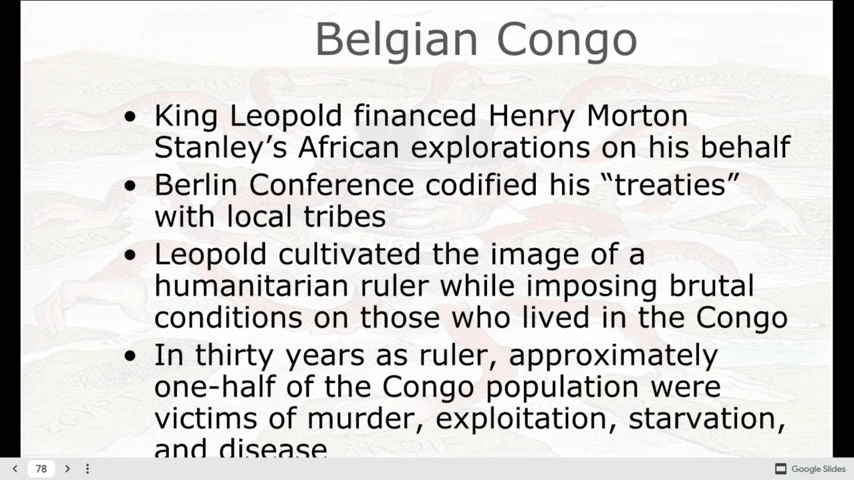 Belgian Congo
• King Leopold financed Henry Morton
Stanley’s African explorations on his behalf
• Berlin Conference codified his “treaties”
with local tribes
• Leopold cultivated the image of a
humanitarian ruler while imposing brutal
conditions on those who lived in the Congo
• In thirty years as ruler, approximately
one-half of the Congo population were
victims of murder, exploitation, starvation,
and disease
EGYPT
78
Google Slides